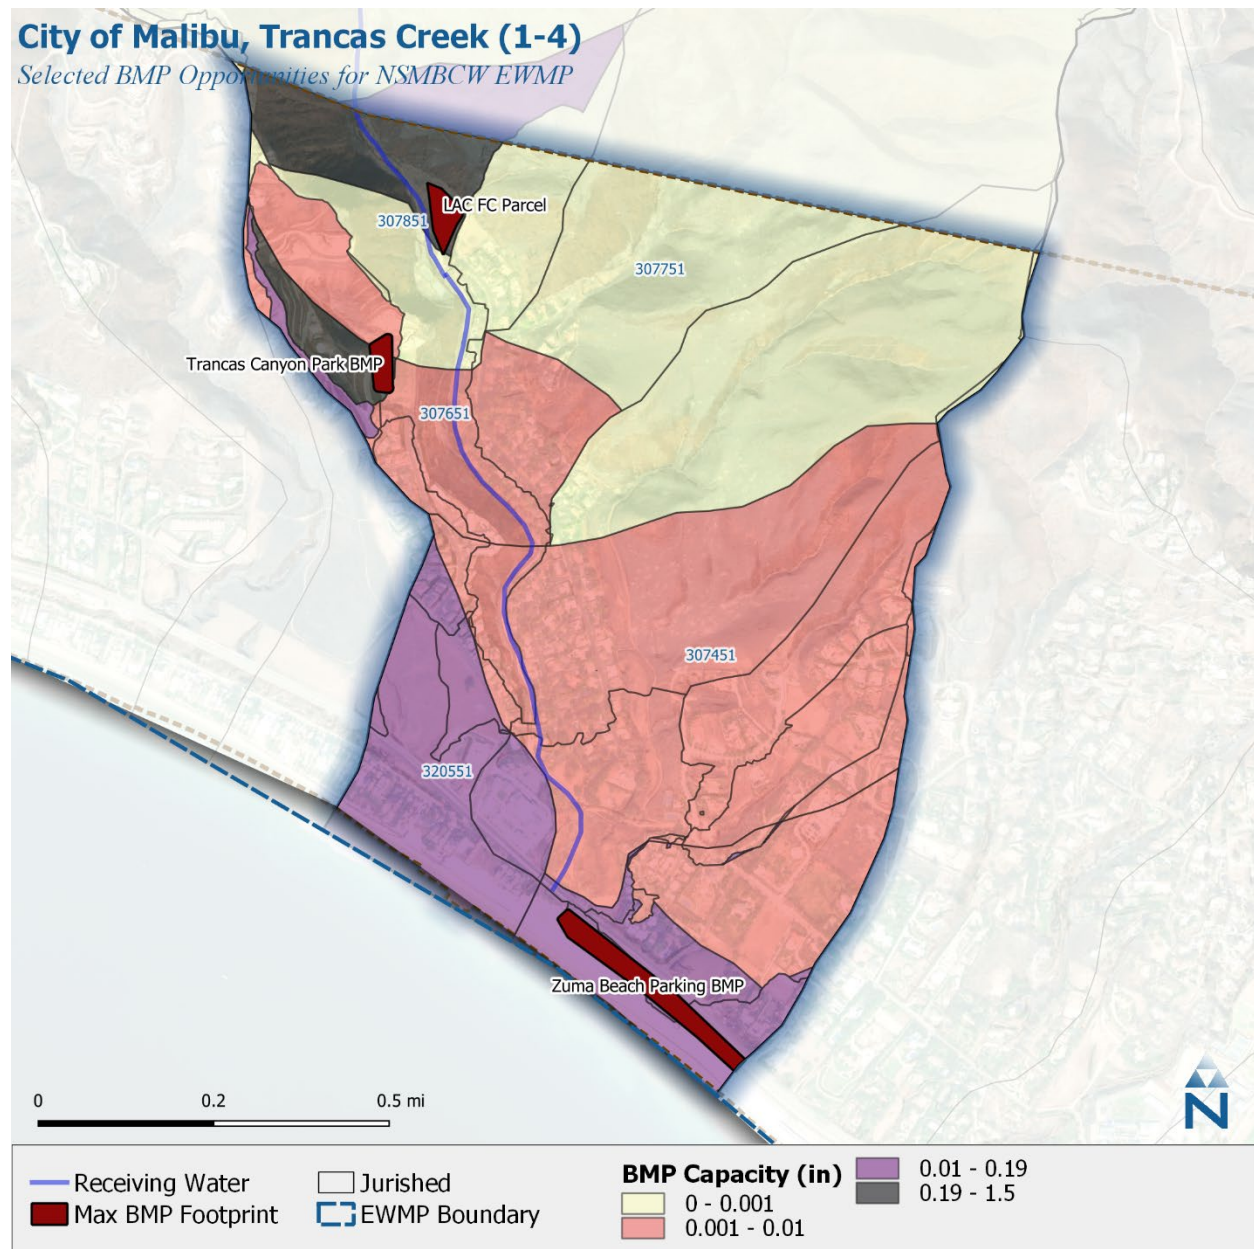 City of Malibu, Trancas Creek (1-4)
Selected BMP Opportunities for NSMBCW EWMP
LAC FC Parcel
307851
307751
Trancas Canyon Park BMP
307651
307451
320551
Zuma Beach Parking BMP
0 0.2 0.5 mi
N
Receiving Water
Max BMP Footprint
Jurished
EWMP Boundary
BMP Capacity (in)
0 - 0.001
0.001 - 0.01
0.01 - 0.19
0.19 - 1.5